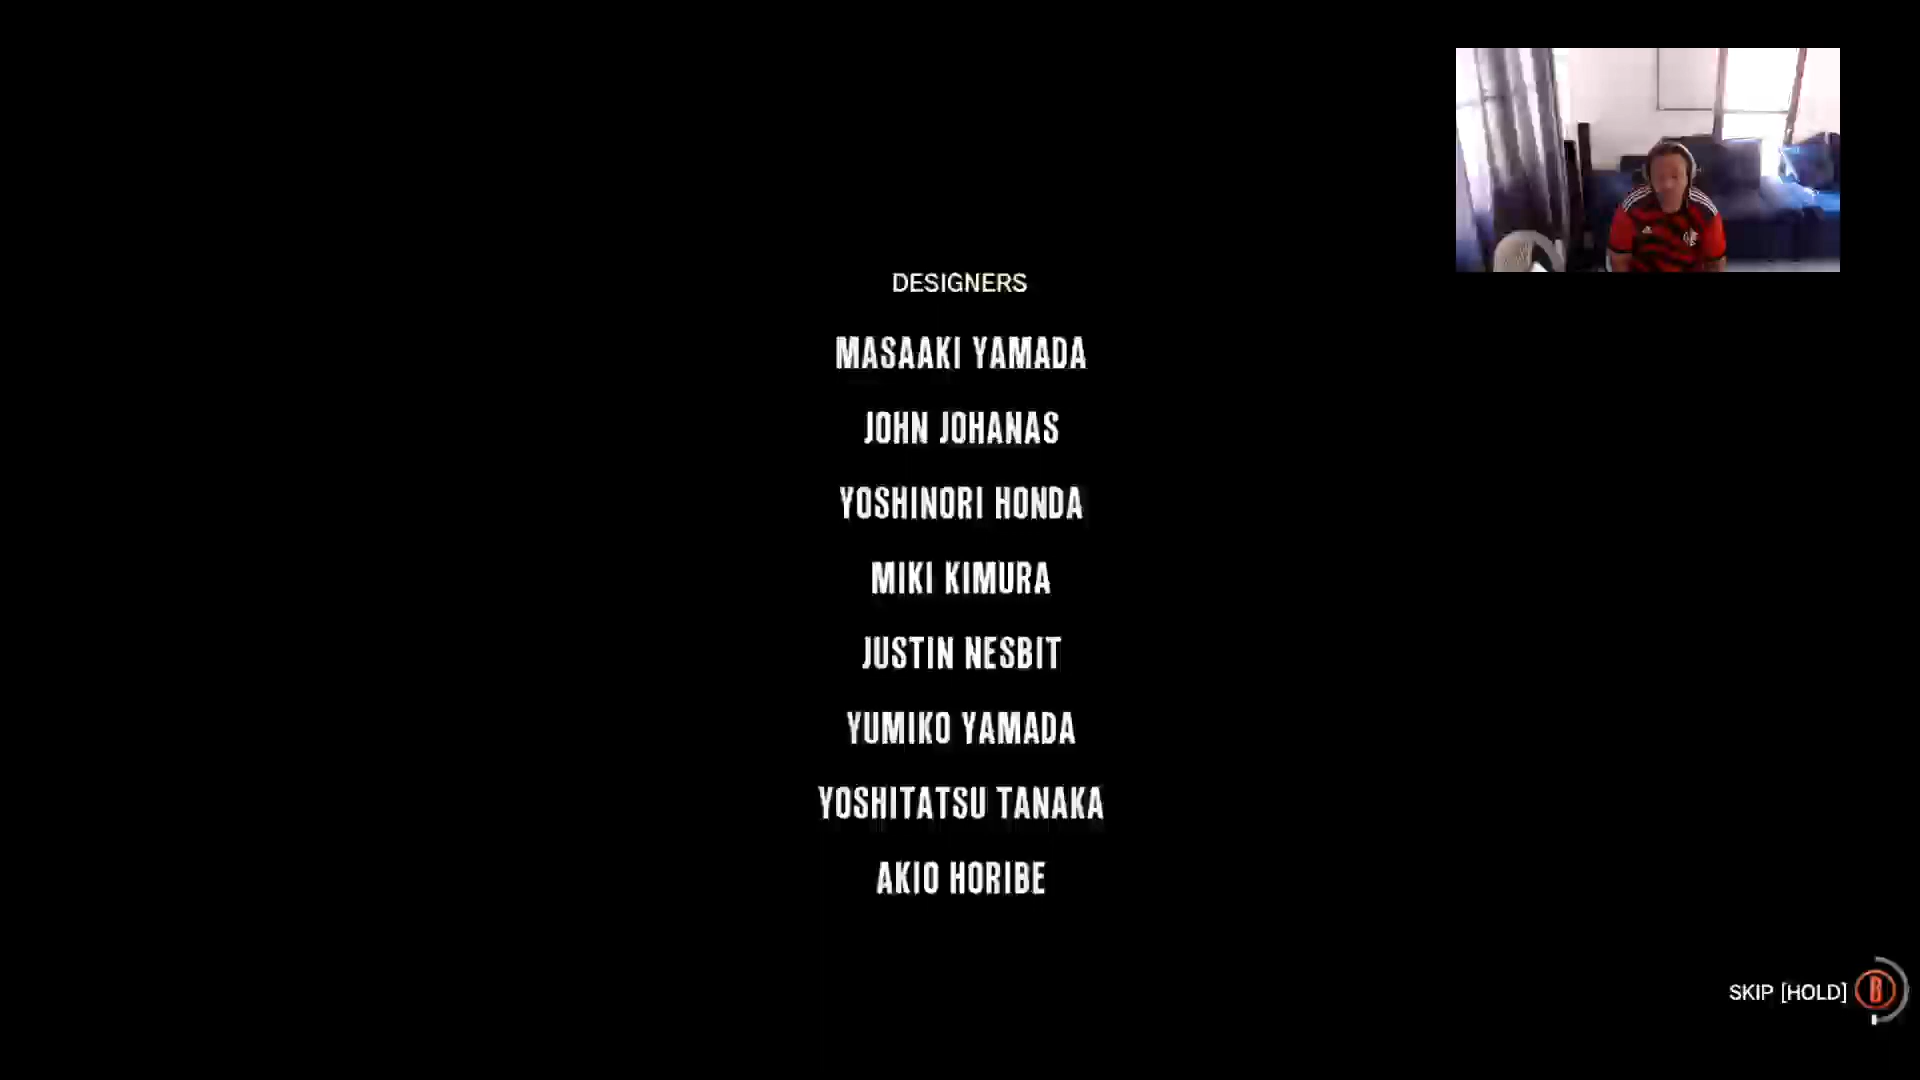 DESIGNERS
MASAAKI YAMADA
JOHN JOHANAS
YOSHINORI HONDA
MIKI KIMURA
JUSTIN NESBIT
YUMIKO YAMADA
YOSHITATSU TANAKA
AKIO HORIBE
SKIP [HOLD] B